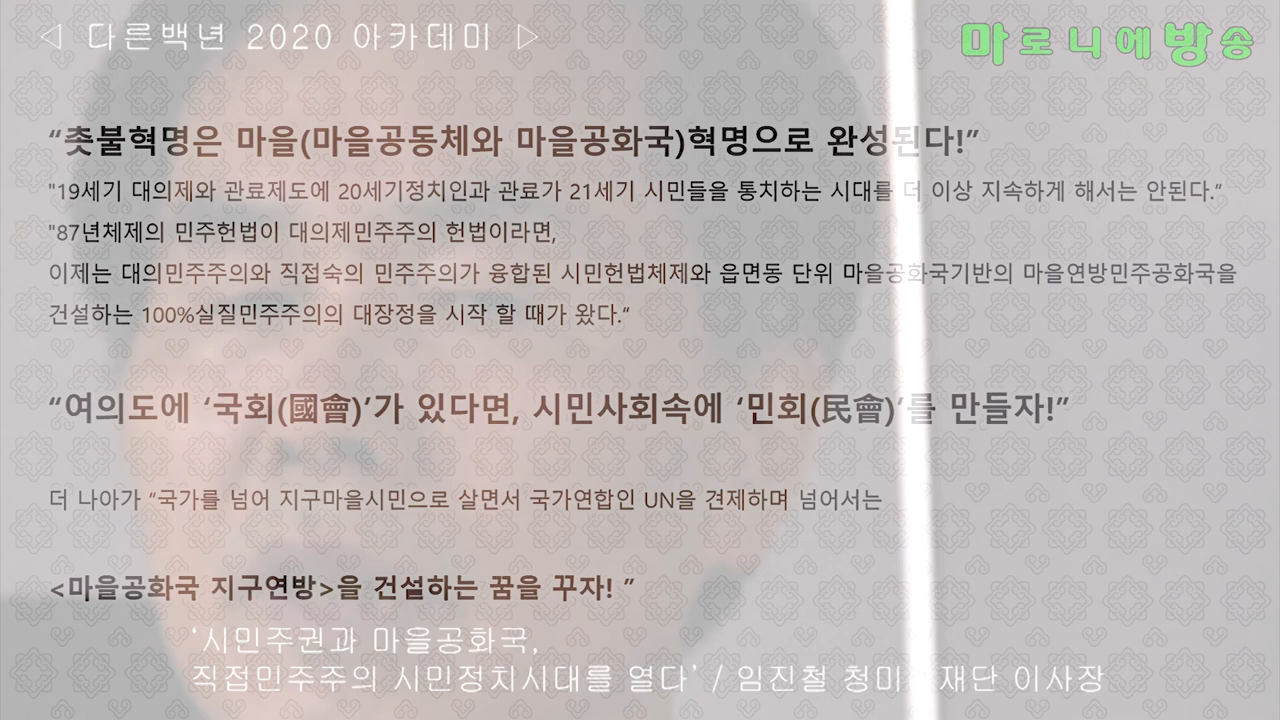 ◁ 다른백년 2020 아카데미 ▷
마로니에방송
“촛불혁명은 마을(마을공동체와 마을공화국)혁명으로 완성된다!”
"19세기 대의제와 관료제도에 20세기정치인과 관료가 21세기 시민들을 통치하는 시대를 더 이상 지속하게 해서는 안된다.”
"87년체제의 민주헌법이 대의제민주주의 헌법이라면,
이제는 대의민주주의와 직접숙의 민주주의가 융합된 시민헌법체제와 읍면동 단위 마을공화국기반의 마을연방민주공화국을
건설하는 100%실질민주주의의 대장정을 시작 할 때가 왔다.“
“여의도에 ‘국회(國會)’가 있다면, 시민사회속에 ‘민회(民會)’를 만들자!”
더 나아가 “국가를 넘어 지구마을시민으로 살면서 국가연합인 UN을 견제하며 넘어서는
<마을공화국 지구연방>을 건설하는 꿈을 꾸자! ”
‘시민주권과 마을공화국,
직접민주주의 시민정치시대를 열다’ / 임진철 재단 이사장